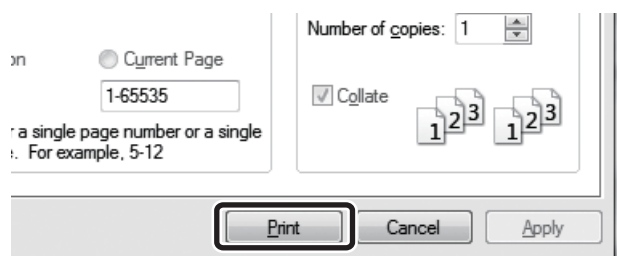 Number of copies: 1
on Current Page
1-65535
Collate
1 2 3 1 2 3
r a single page number or a single
e. For example, 5-12
Print Cancel Apply